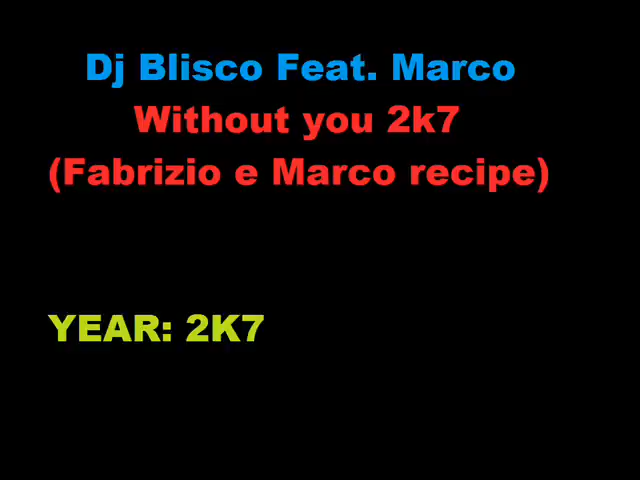 Dj Blisco Feat. Marco
Without you 2k7
(Fabrizio e Marco recipe)
YEAR: 2K7